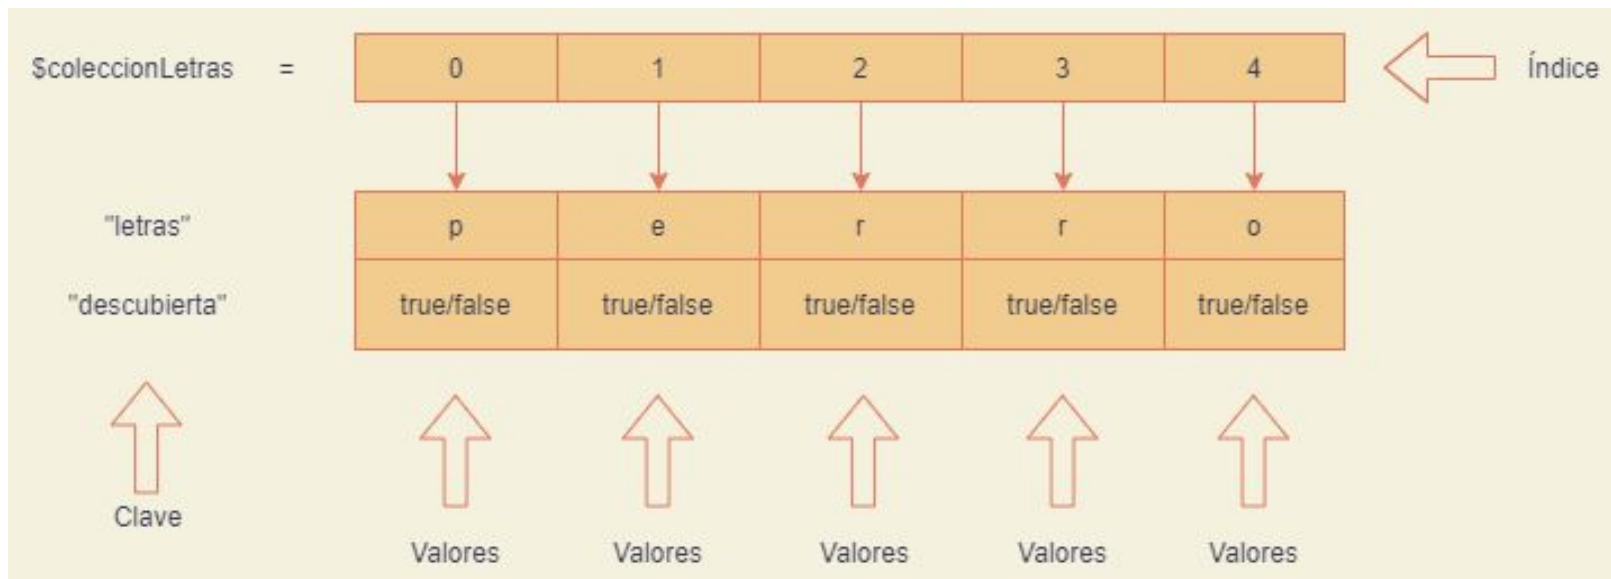 $coleccionLetras = 0 1 2 3 4 Índice
"letras" p e r r o
"descubierta" true/false true/false true/false true/false true/false
Clave
Valores Valores Valores Valores Valores